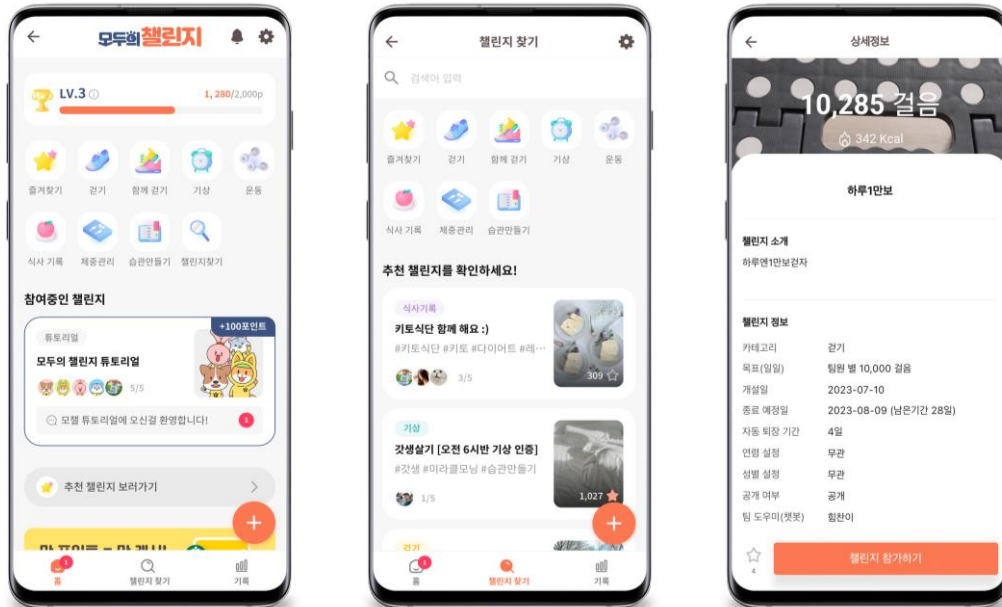 모두의챌린지
LV.3
1,280/2,000p
즐겨찾기
걷기
함께 걷기
기상
운동
식사 기록
체중관리
습관만들기
챌린지찾기
참여중인 챌린지
+100포인트
튜토리얼
모두의 챌린지 튜토리얼
5/5
모챌 튜토리얼에 오신걸 환영합니다!
1
추천 챌린지 보러가기
+
1
홈
챌린지 찾기
기록
챌린지 찾기
검색어 입력
즐겨찾기
걷기
함께 걷기
기상
운동
식사 기록
체중관리
습관만들기
추천 챌린지를 확인하세요!
식사기록
키토식단 함께 해요 :)
#키토식단 #키토 #다이어트 #레…
3/5
309
기상
갓생살기 [오전 6시반 기상 인증]
#갓생 #미라클모닝 #습관만들기
1/5
1,027
걷기
+
1
홈
챌린지 찾기
기록
상세정보
10,285 걸음
342 Kcal
하루1만보
챌린지 소개
하루엔1만보걷자
챌린지 정보
카테고리 걷기
목표(일일) 팀원 별 10,000 걸음
개설일 2023-07-10
종료 예정일 2023-08-09 (남은기간 28일)
자동 퇴장 기간 4일
연령 설정 무관
성별 설정 무관
공개 여부 공개
팀 도우미(챗봇) 힘찬이
4
챌린지 참가하기